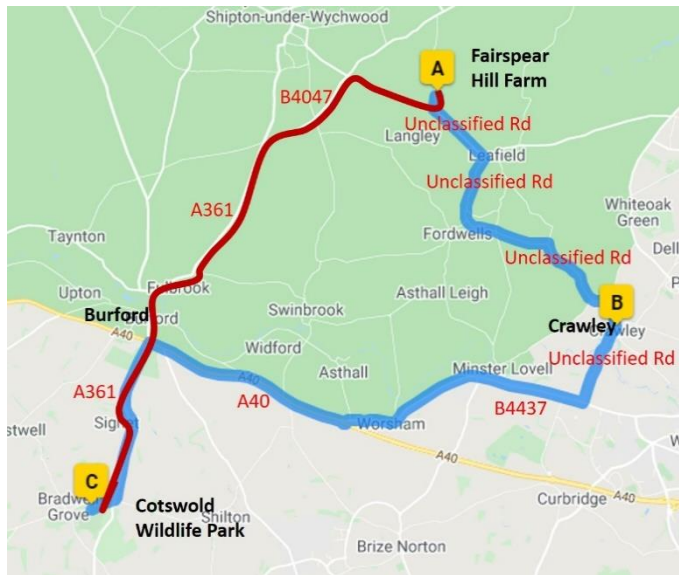 Shipton-under-Wychwood
A
Fairspear
Hill Farm
B4047
Unclassified Rd
Langley
Leafield
Unclassified Rd
Whiteoak
Green
A361
Taynton
Fordwells
Unclassified Rd
Upton
Fulbrook
Asthall Leigh
B
Burford
Swinbrook
Crawley
A40
Widford
Minster Lovell
Unclassified Rd
Asthall
A361
A40
A40
B4437
Signet
Worsham
A40
C
Curbridge
Bradwell
Grove
Cotswold
Wildlife Park
Shilton
Brize Norton